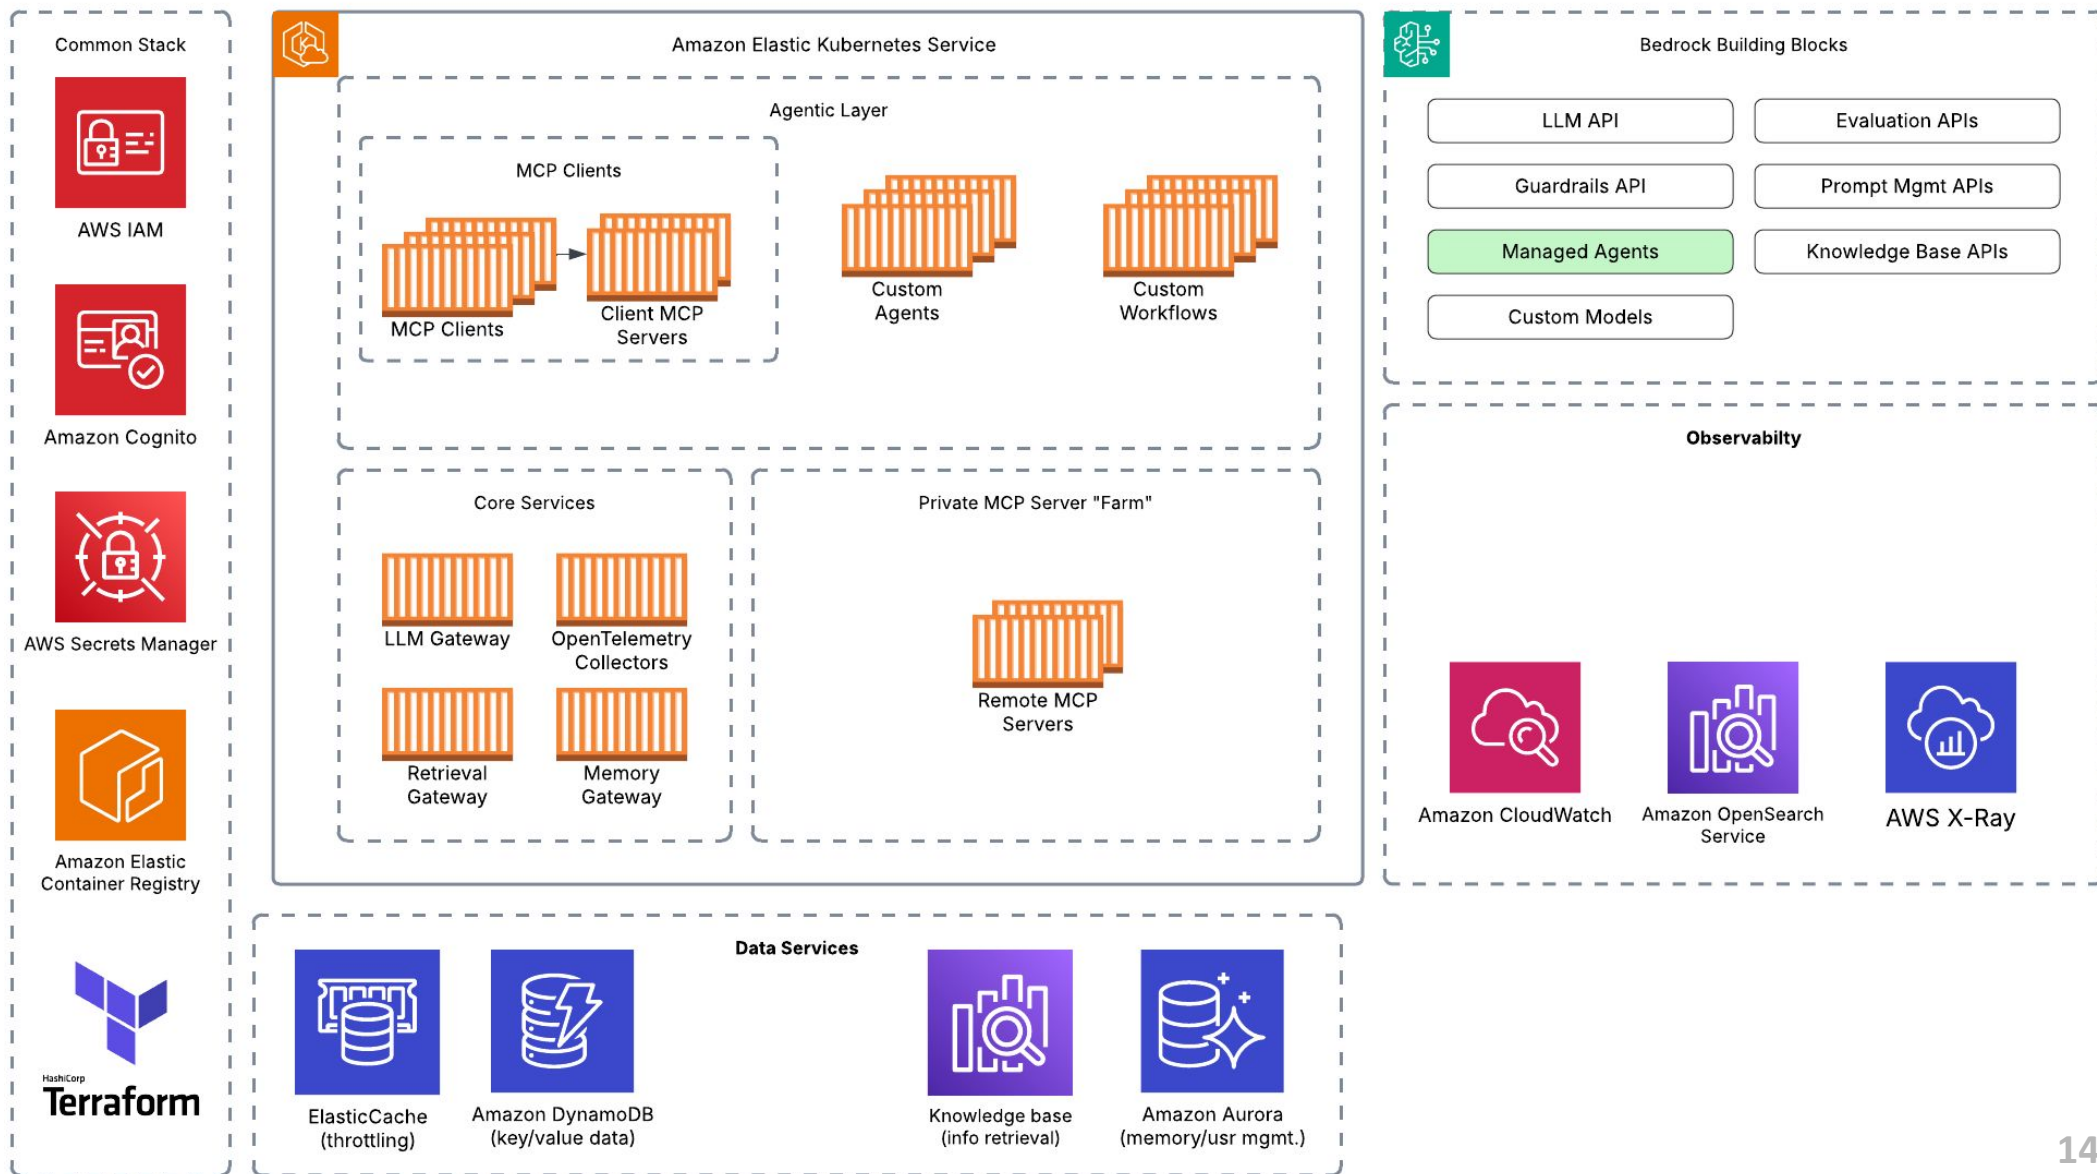 Common Stack
AWS IAM
Amazon Cognito
AWS Secrets Manager
Amazon Elastic
Container Registry
HashiCorp
Terraform
Amazon Elastic Kubernetes Service
Agentic Layer
MCP Clients
MCP Clients
Client MCP
Servers
Custom
Agents
Custom
Workflows
Core Services
LLM Gateway
OpenTelemetry
Collectors
Retrieval
Gateway
Memory
Gateway
Private MCP Server "Farm"
Remote MCP
Servers
Bedrock Building Blocks
LLM API
Evaluation APIs
Guardrails API
Prompt Mgmt APIs
Managed Agents
Knowledge Base APIs
Custom Models
Observabilty
Amazon CloudWatch
Amazon OpenSearch
Service
AWS X-Ray
Data Services
ElasticCache
(throttling)
Amazon DynamoDB
(key/value data)
Knowledge base
(info retrieval)
Amazon Aurora
(memory/usr mgmt.)
14